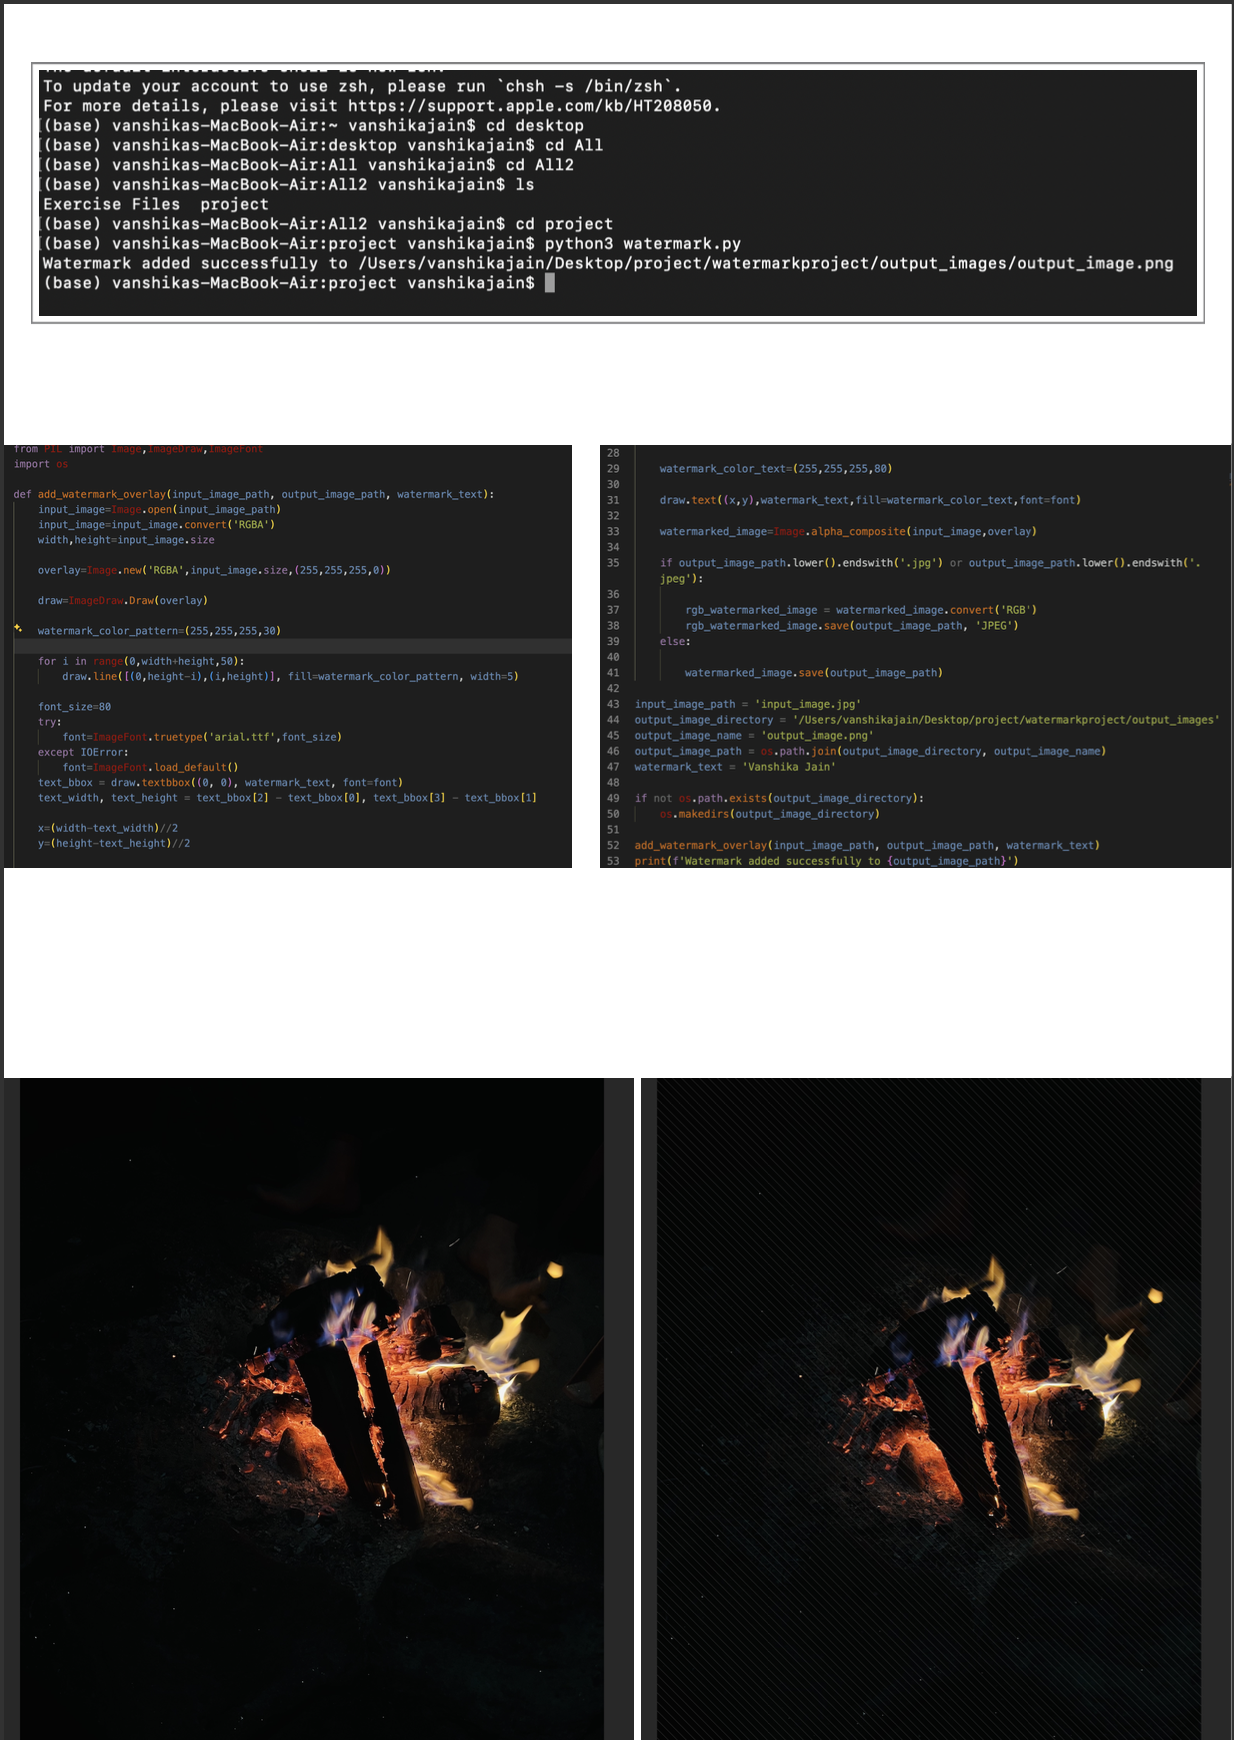 The default interactive shell is now zsh.
To update your account to use zsh, please run `chsh -s /bin/zsh`.
For more details, please visit https://support.apple.com/kb/HT208050.
[(base) vanshikas-MacBook-Air:~ vanshikajain$ cd desktop
[(base) vanshikas-MacBook-Air:desktop vanshikajain$ cd All
[(base) vanshikas-MacBook-Air:All vanshikajain$ cd All2
[(base) vanshikas-MacBook-Air:All2 vanshikajain$ ls
Exercise Files  project
[(base) vanshikas-MacBook-Air:All2 vanshikajain$ cd project
[(base) vanshikas-MacBook-Air:project vanshikajain$ python3 watermark.py
Watermark added successfully to /Users/vanshikajain/Desktop/project/watermarkproject/output_images/output_image.png
(base) vanshikas-MacBook-Air:project vanshikajain$
from PIL import Image,ImageDraw,ImageFont
import os
def add_watermark_overlay(input_image_path, output_image_path, watermark_text):
input_image=Image.open(input_image_path)
input_image=input_image.convert('RGBA')
width,height=input_image.size
overlay=Image.new('RGBA',input_image.size,(255,255,255,0))
draw=ImageDraw.Draw(overlay)
watermark_color_pattern=(255,255,255,30)
for i in range(0,width+height,50):
draw.line([(0,height-i),(i,height)], fill=watermark_color_pattern, width=5)
font_size=80
try:
font=ImageFont.truetype('arial.ttf',font_size)
except IOError:
font=ImageFont.load_default()
text_bbox = draw.textbbox((0, 0), watermark_text, font=font)
text_width, text_height = text_bbox[2] - text_bbox[0], text_bbox[3] - text_bbox[1]
x=(width-text_width)//2
y=(height-text_height)//2
28
29 watermark_color_text=(255,255,255,80)
30
31 draw.text((x,y),watermark_text,fill=watermark_color_text,font=font)
32
33 watermarked_image=Image.alpha_composite(input_image,overlay)
34
35 if output_image_path.lower().endswith('.jpg') or output_image_path.lower().endswith('.
jpeg'):
36
37 rgb_watermarked_image = watermarked_image.convert('RGB')
38 rgb_watermarked_image.save(output_image_path, 'JPEG')
39 else:
40
41 watermarked_image.save(output_image_path)
42
43 input_image_path = 'input_image.jpg'
44 output_image_directory = '/Users/vanshikajain/Desktop/project/watermarkproject/output_images'
45 output_image_name = 'output_image.png'
46 output_image_path = os.path.join(output_image_directory, output_image_name)
47 watermark_text = 'Vanshika Jain'
48
49 if not os.path.exists(output_image_directory):
50 os.makedirs(output_image_directory)
51
52 add_watermark_overlay(input_image_path, output_image_path, watermark_text)
53 print(f'Watermark added successfully to {output_image_path}')